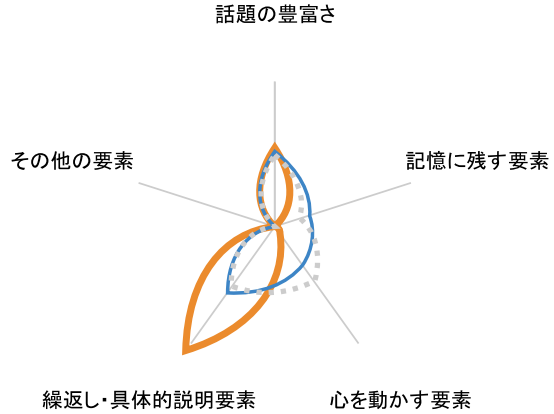 話題の豊富さ
その他の要素
記憶に残す要素
繰返し・具体的説明要素
心を動かす要素